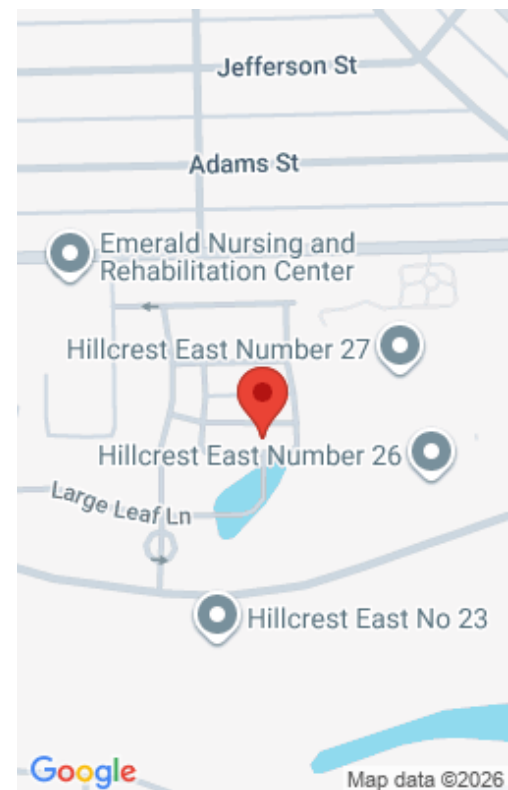 Jefferson St
Adams St
Emerald Nursing and
Rehabilitation Center
Hillcrest East Number 27
Hillcrest East Number 26
Large Leaf Ln
Hillcrest East No 23
Google
Map data ©2026